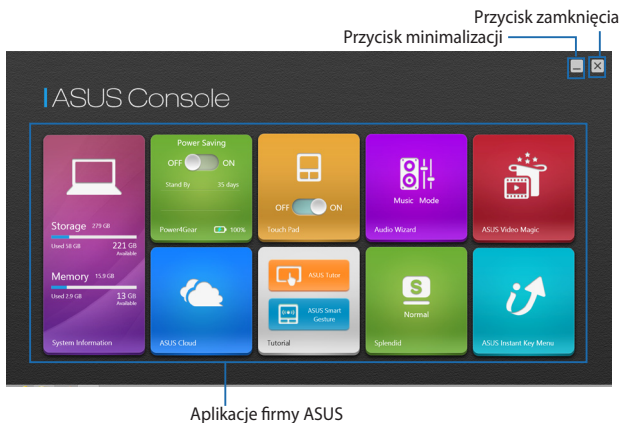 Przycisk zamknięcia
Przycisk minimalizacji
ASUS Console
Power Saving
OFF ON
Stand By 35 days
Power4Gear 100%
OFF ON
Touch Pad
Music Mode
Audio Wizard
ASUS Video Magic
Storage 279 GB
Used 58 GB 221 GB
Available
Memory 15.9 GB
Used 2.9 GB 13 GB
Available
System Information
ASUS Cloud
ASUS Tutor
ASUS Smart
Gesture
Tutorial
S
Normal
Splendid
ASUS Instant Key Menu
Aplikacje firmy ASUS